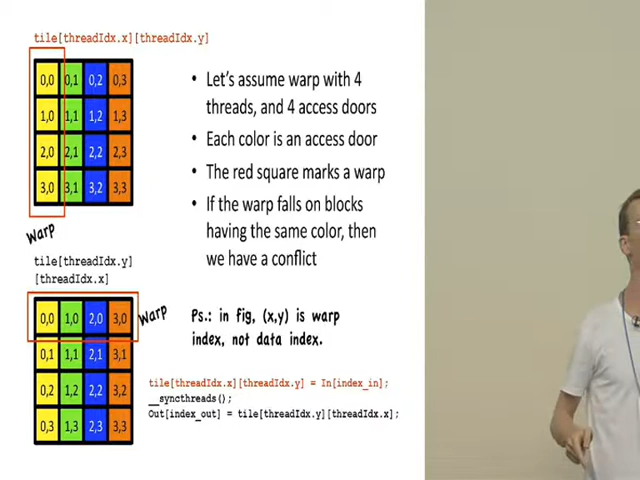 tile[threadIdx.x][threadIdx.y]
0,0 0,1 0,2 0,3
1,0 1,1 1,2 1,3
2,0 2,1 2,2 2,3
3,0 3,1 3,2 3,3
Warp
tile[threadIdx.y]
[threadIdx.x]
0,0 1,0 2,0 3,0
Warp
0,1 1,1 2,1 3,1
0,2 1,2 2,2 3,2
0,3 1,3 2,3 3,3
• Let's assume warp with 4
threads, and 4 access doors
• Each color is an access door
• The red square marks a warp
• If the warp falls on blocks
having the same color, then
we have a conflict
Ps.: in fig, (x,y) is warp
index, not data index.
tile[threadIdx.x][threadIdx.y] = In[index_in];
__syncthreads();
Out[index_out] = tile[threadIdx.y][threadIdx.x];